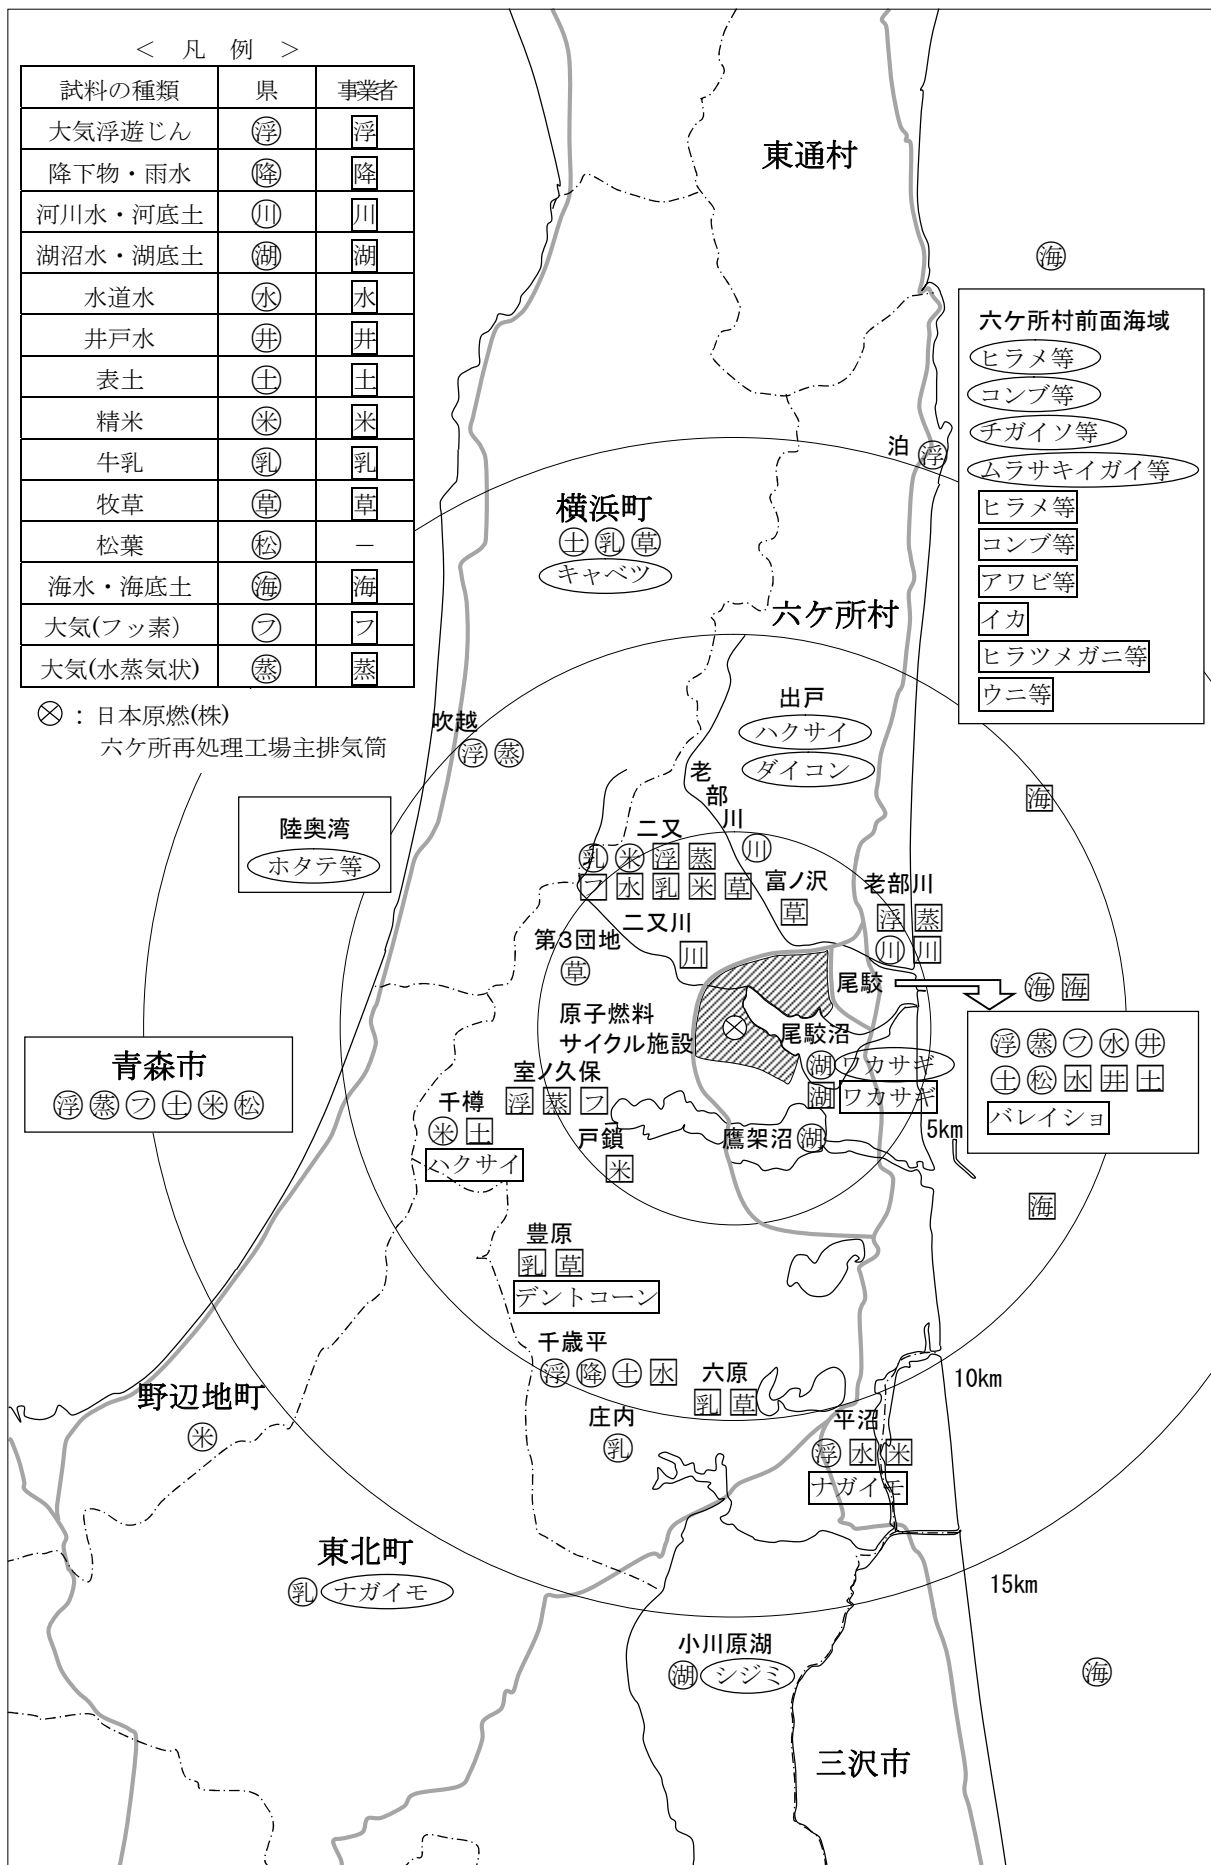 ＜ 凡 例 ＞
試料の種類 県 事業者
大気浮遊じん 浮 浮
降下物・雨水 降 降
河川水・河底土 川 川
湖沼水・湖底土 湖 湖
水道水 水 水
井戸水 井 井
表土 土 土
精米 米 米
牛乳 乳 乳
牧草 草 草
松葉 松 －
海水・海底土 海 海
大気(フッ素) フ フ
大気(水蒸気状) 蒸 蒸
⊗：日本原燃(株)
六ケ所再処理工場主排気筒
東通村
海
六ケ所村前面海域
ヒラメ等
コンブ等
チガイソ等
ムラサキイガイ等
ヒラメ等
コンブ等
アワビ等
イカ
ヒラツメガニ等
ウニ等
泊 浮
横浜町
土 乳 草
キャベツ
六ケ所村
吹越
浮 蒸
出戸
ハクサイ
ダイコン
陸奥湾
ホタテ等
老部川
川
海
二又
乳 米 浮 蒸
フ 水 乳 米 草
富ノ沢
草
老部川
浮 蒸
川 川
二又川
川
第3団地
草
尾駮
海 海
浮 蒸 フ 水 井
土 松 水 井 土
バレイショ
原子燃料
サイクル施設
尾駮沼
湖 ワカサギ
湖 ワカサギ
青森市
浮 蒸 フ 土 米 松
室ノ久保
浮 蒸 フ
千樽
米 土
ハクサイ
戸鎖
米
鷹架沼 湖
5km
海
豊原
乳 草
デントコーン
千歳平
浮 降 土 水
六原
乳 草
10km
野辺地町
米
庄内
乳
平沼
浮 水 米
ナガイモ
東北町
乳 ナガイモ
15km
小川原湖
湖 シジミ
海
三沢市